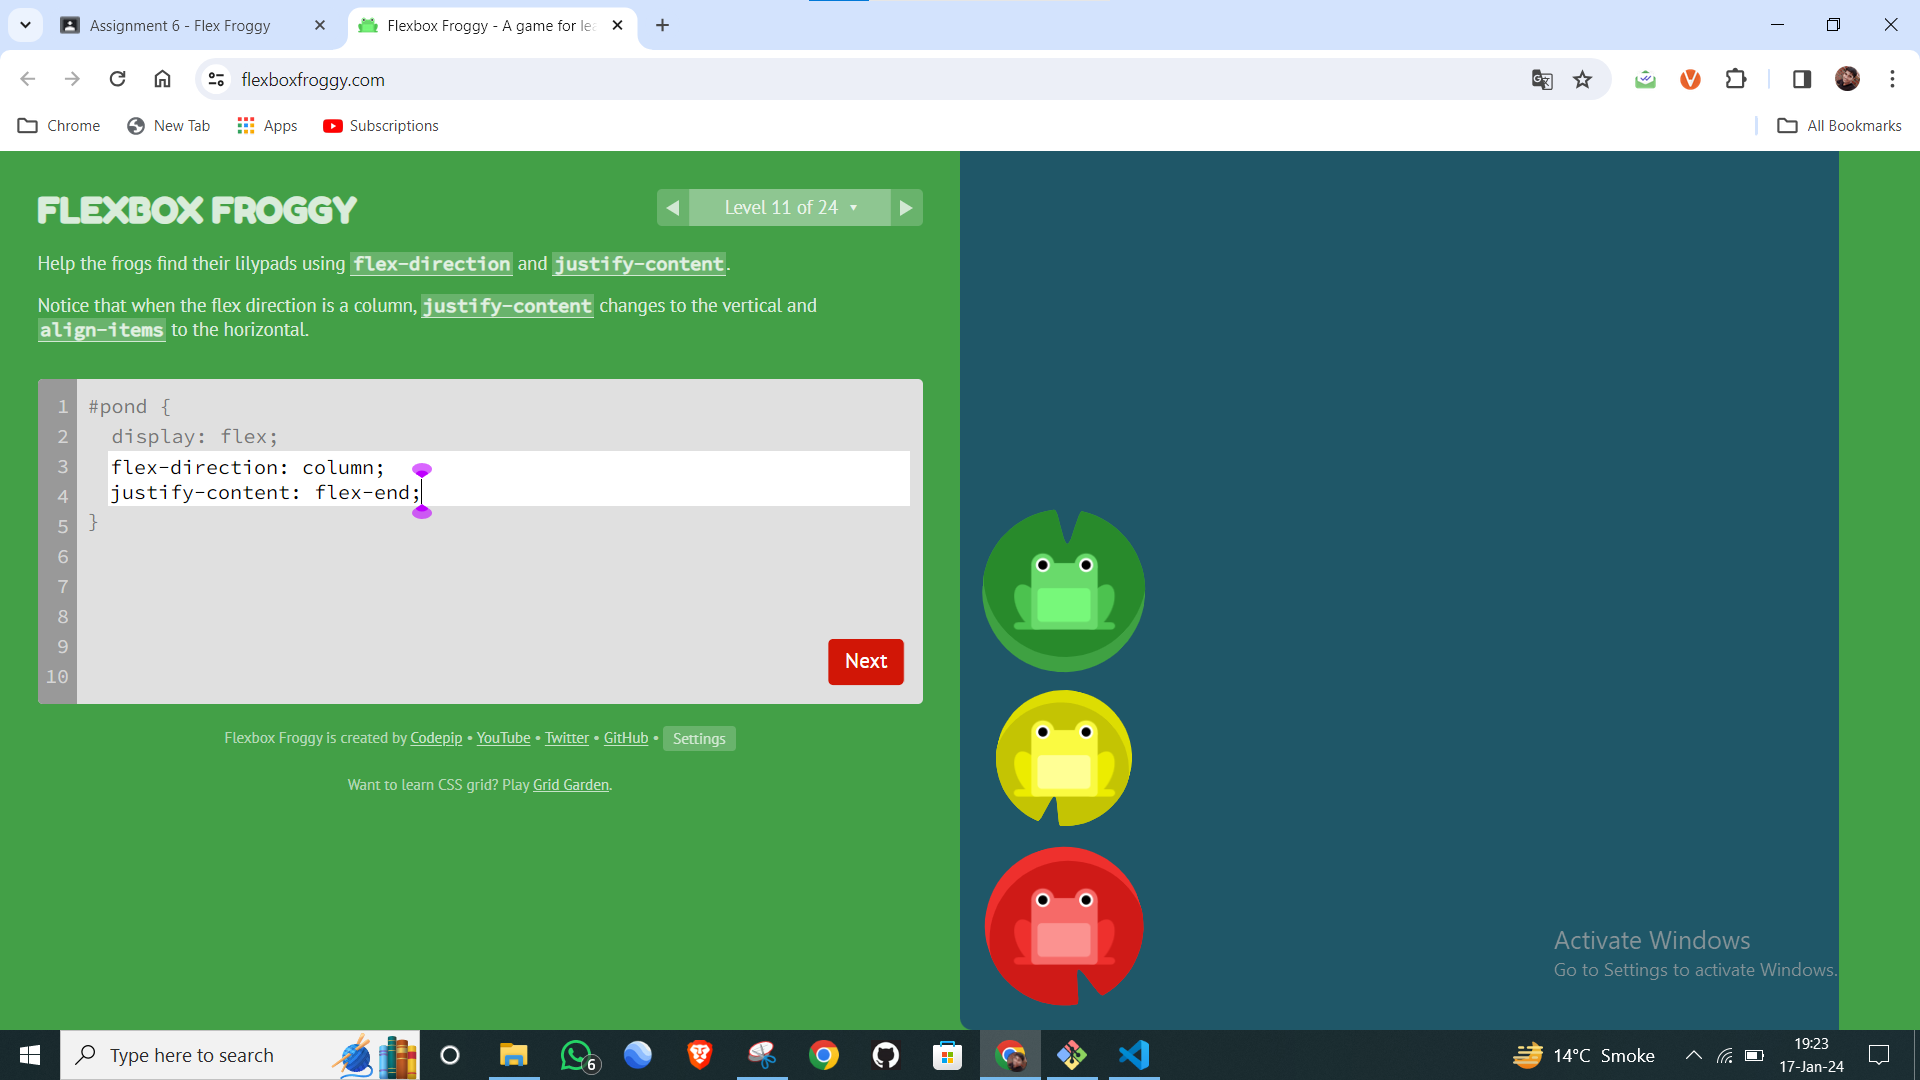 Assignment 6 - Flex Froggy
Flexbox Froggy - A game for lea
flexboxfroggy.com
Chrome
New Tab
Apps
Subscriptions
All Bookmarks
FLEXBOX FROGGY
Level 11 of 24
Help the frogs find their lilypads using flex-direction and justify-content.
Notice that when the flex direction is a column, justify-content changes to the vertical and
align-items to the horizontal.
1 #pond {
2 display: flex;
3 flex-direction: column;
4 justify-content: flex-end;
5 }
6
7
8
9
10
Next
Flexbox Froggy is created by Codepip • YouTube • Twitter • GitHub • Settings
Want to learn CSS grid? Play Grid Garden.
Activate Windows
Go to Settings to activate Windows.
Type here to search
6
14°C Smoke
19:23
17-Jan-24